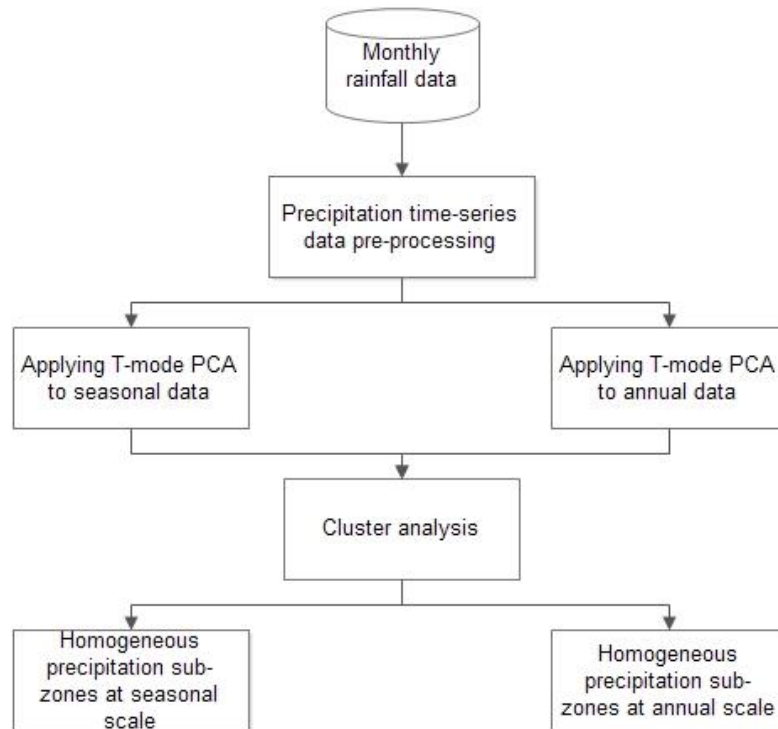 Monthly
rainfall data
Precipitation time-series
data pre-processing
Applying T-mode PCA
to seasonal data
Applying T-mode PCA
to annual data
Cluster analysis
Homogeneous
precipitation sub-
zones at seasonal
scale
Homogeneous
precipitation sub-
zones at annual scale